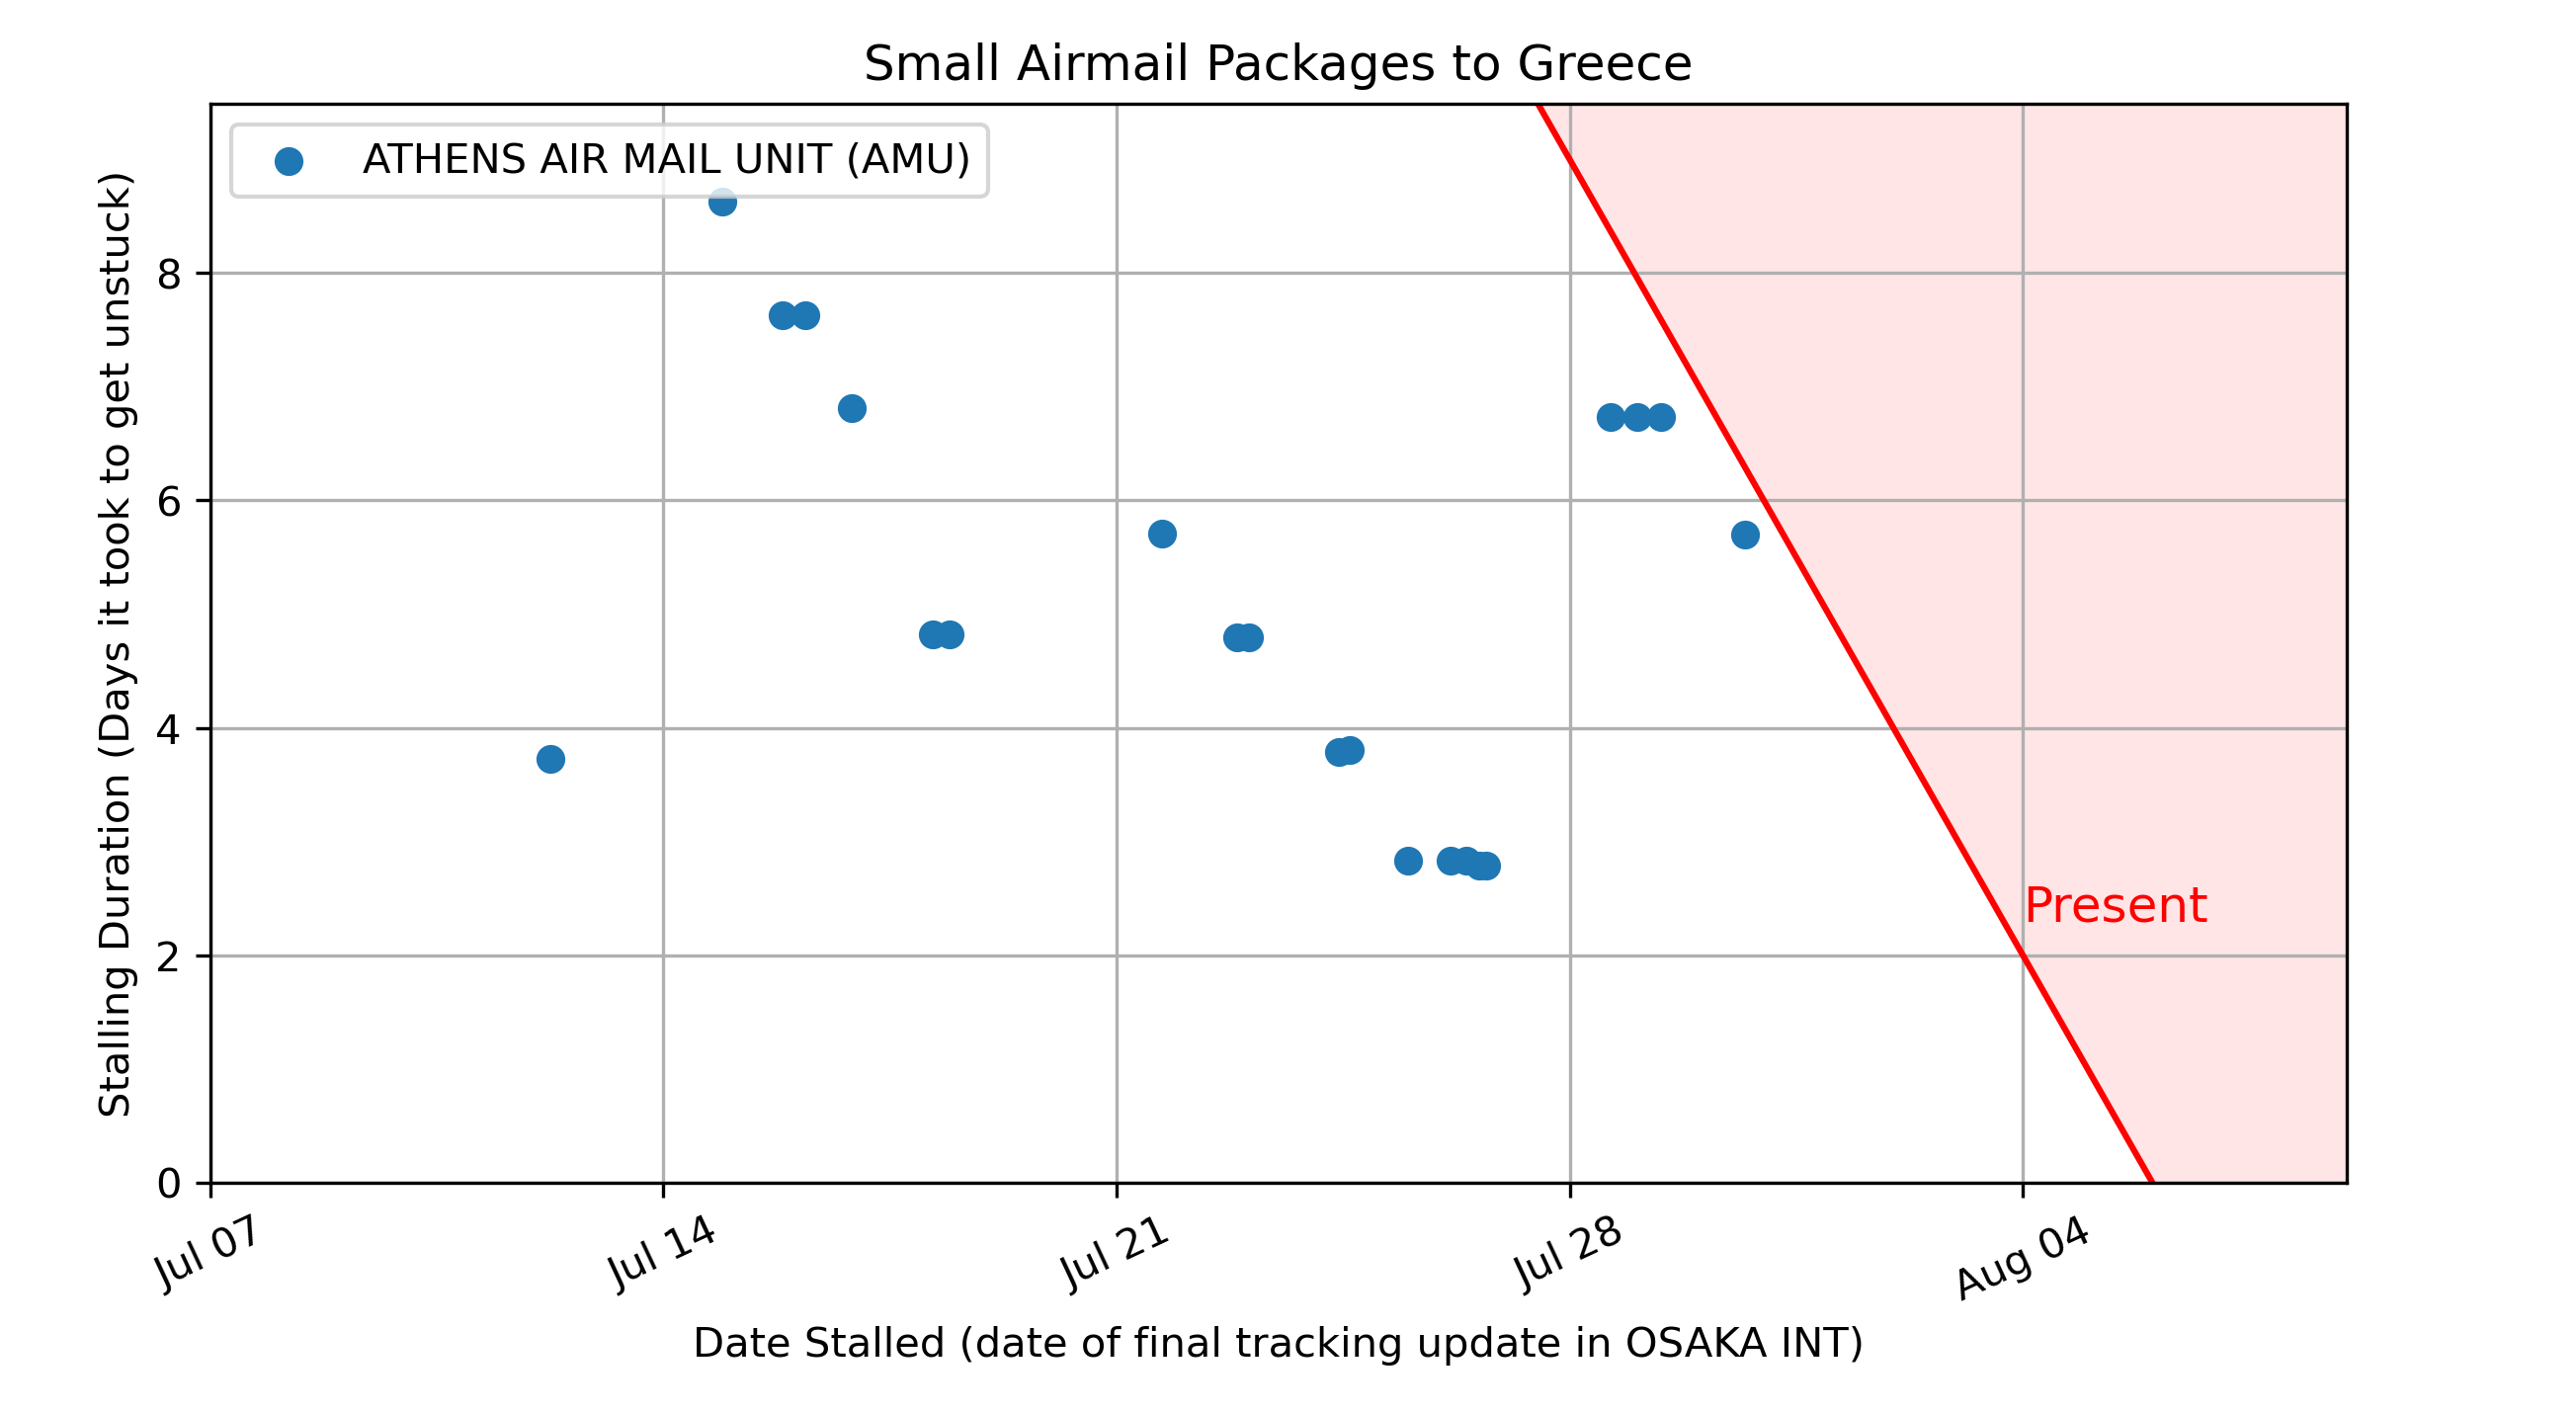 Small Airmail Packages to Greece
ATHENS AIR MAIL UNIT (AMU)
Stalling Duration (Days it took to get unstuck)
8
6
4
2
0
Present
Jul 07
Jul 14
Jul 21
Jul 28
Aug 04
Date Stalled (date of final tracking update in OSAKA INT)